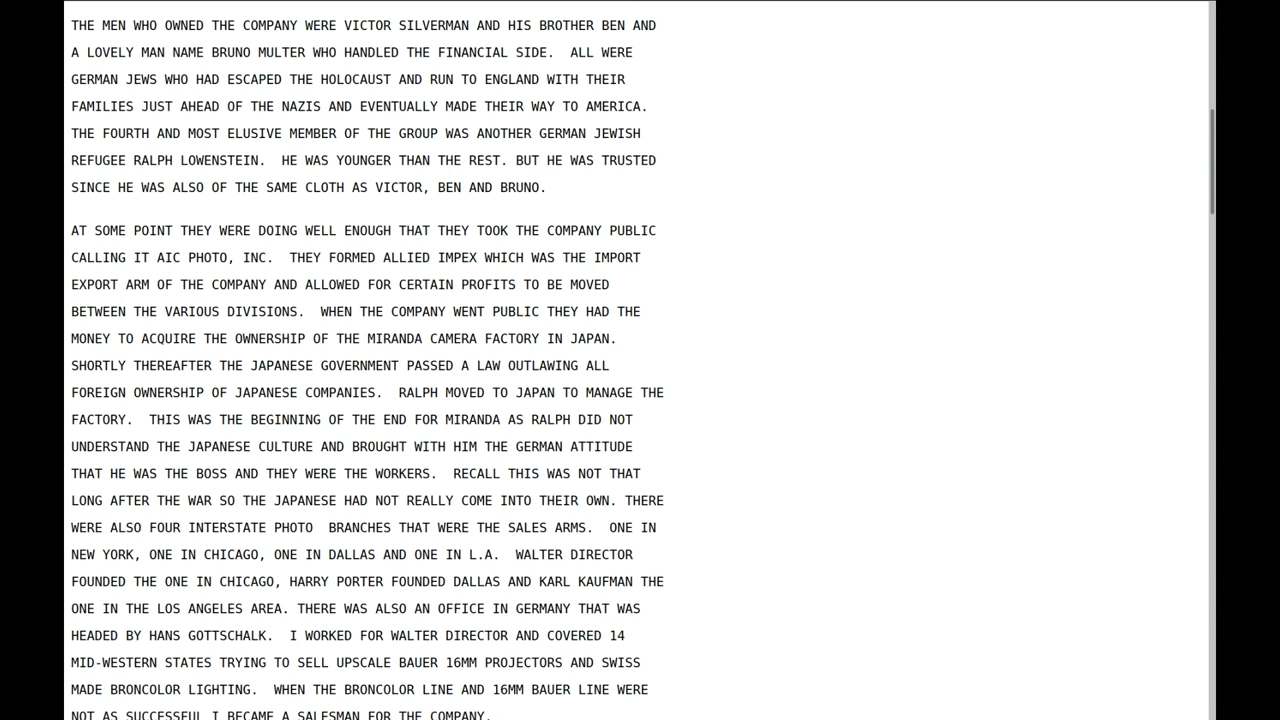 THE MEN WHO OWNED THE COMPANY WERE VICTOR SILVERMAN AND HIS BROTHER BEN AND
A LOVELY MAN NAME BRUNO MULTER WHO HANDLED THE FINANCIAL SIDE.  ALL WERE
GERMAN JEWS WHO HAD ESCAPED THE HOLOCAUST AND RUN TO ENGLAND WITH THEIR
FAMILIES JUST AHEAD OF THE NAZIS AND EVENTUALLY MADE THEIR WAY TO AMERICA.
THE FOURTH AND MOST ELUSIVE MEMBER OF THE GROUP WAS ANOTHER GERMAN JEWISH
REFUGEE RALPH LOWENSTEIN.  HE WAS YOUNGER THAN THE REST. BUT HE WAS TRUSTED
SINCE HE WAS ALSO OF THE SAME CLOTH AS VICTOR, BEN AND BRUNO.
AT SOME POINT THEY WERE DOING WELL ENOUGH THAT THEY TOOK THE COMPANY PUBLIC
CALLING IT AIC PHOTO, INC.  THEY FORMED ALLIED IMPEX WHICH WAS THE IMPORT
EXPORT ARM OF THE COMPANY AND ALLOWED FOR CERTAIN PROFITS TO BE MOVED
BETWEEN THE VARIOUS DIVISIONS.  WHEN THE COMPANY WENT PUBLIC THEY HAD THE
MONEY TO ACQUIRE THE OWNERSHIP OF THE MIRANDA CAMERA FACTORY IN JAPAN.
SHORTLY THEREAFTER THE JAPANESE GOVERNMENT PASSED A LAW OUTLAWING ALL
FOREIGN OWNERSHIP OF JAPANESE COMPANIES.  RALPH MOVED TO JAPAN TO MANAGE THE
FACTORY.  THIS WAS THE BEGINNING OF THE END FOR MIRANDA AS RALPH DID NOT
UNDERSTAND THE JAPANESE CULTURE AND BROUGHT WITH HIM THE GERMAN ATTITUDE
THAT HE WAS THE BOSS AND THEY WERE THE WORKERS.  RECALL THIS WAS NOT THAT
LONG AFTER THE WAR SO THE JAPANESE HAD NOT REALLY COME INTO THEIR OWN. THERE
WERE ALSO FOUR INTERSTATE PHOTO  BRANCHES THAT WERE THE SALES ARMS.  ONE IN
NEW YORK, ONE IN CHICAGO, ONE IN DALLAS AND ONE IN L.A.  WALTER DIRECTOR
FOUNDED THE ONE IN CHICAGO, HARRY PORTER FOUNDED DALLAS AND KARL KAUFMAN THE
ONE IN THE LOS ANGELES AREA. THERE WAS ALSO AN OFFICE IN GERMANY THAT WAS
HEADED BY HANS GOTTSCHALK.  I WORKED FOR WALTER DIRECTOR AND COVERED 14
MID-WESTERN STATES TRYING TO SELL UPSCALE BAUER 16MM PROJECTORS AND SWISS
MADE BRONCOLOR LIGHTING.  WHEN THE BRONCOLOR LINE AND 16MM BAUER LINE WERE
NOT AS SUCCESSFUL I BECAME A SALESMAN FOR THE COMPANY.